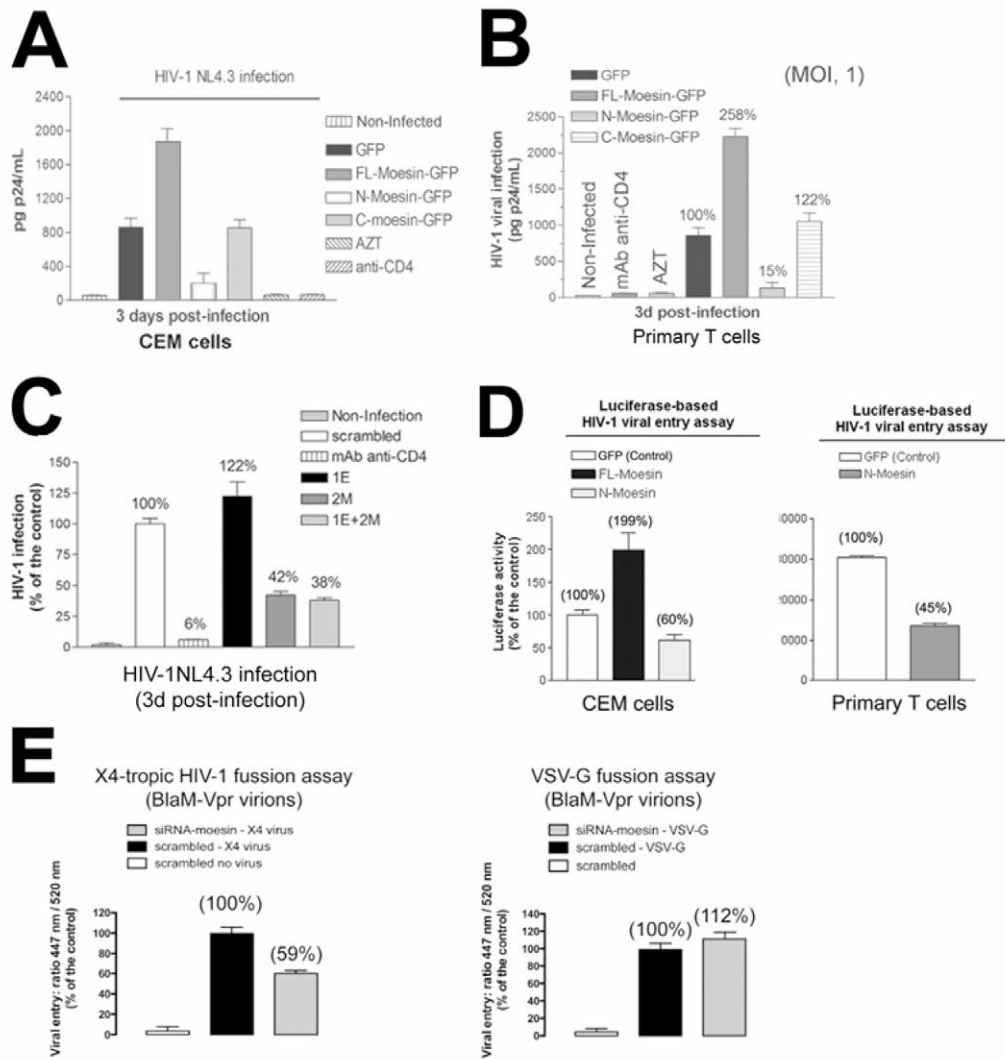 A
HIV-1 NL4.3 infection
pg p24/mL
2400
2000
1600
1200
800
400
0
Non-Infected
GFP
FL-Moesin-GFP
N-Moesin-GFP
C-moesin-GFP
AZT
anti-CD4
3 days post-infection
CEM cells
B
GFP
FL-Moesin-GFP
N-Moesin-GFP
C-Moesin-GFP
(MOI, 1)
HIV-1 viral infection
(pg p24/mL)
2500
2000
1500
1000
500
0
Non-Infected
mAb anti-CD4
AZT
100%
258%
15%
122%
3d post-infection
Primary T cells
C
Non-Infection
scrambled
mAb anti-CD4
1E
2M
1E+2M
HIV-1 infection
(% of the control)
150
125
100
75
50
25
0
100%
6%
122%
42%
38%
HIV-1NL4.3 infection
(3d post-infection)
D
Luciferase-based
HIV-1 viral entry assay
GFP (Control)
FL-Moesin
N-Moesin
Luciferase activity
(% of the control)
250
200
150
100
50
0
(100%)
(199%)
(60%)
CEM cells
Luciferase-based
HIV-1 viral entry assay
GFP (Control)
N-Moesin
0000
0000
0000
0000
0
(100%)
(45%)
Primary T cells
E
X4-tropic HIV-1 fussion assay
(BlaM-Vpr virions)
siRNA-moesin - X4 virus
scrambled - X4 virus
scrambled no virus
Viral entry: ratio 447 nm / 520 nm
(% of the control)
120
100
80
60
40
20
0
(100%)
(59%)
VSV-G fussion assay
(BlaM-Vpr virions)
siRNA-moesin - VSV-G
scrambled - VSV-G
scrambled
Viral entry: ratio 447 nm / 520 nm
(% of the control)
140
120
100
80
60
40
20
0
(100%)
(112%)